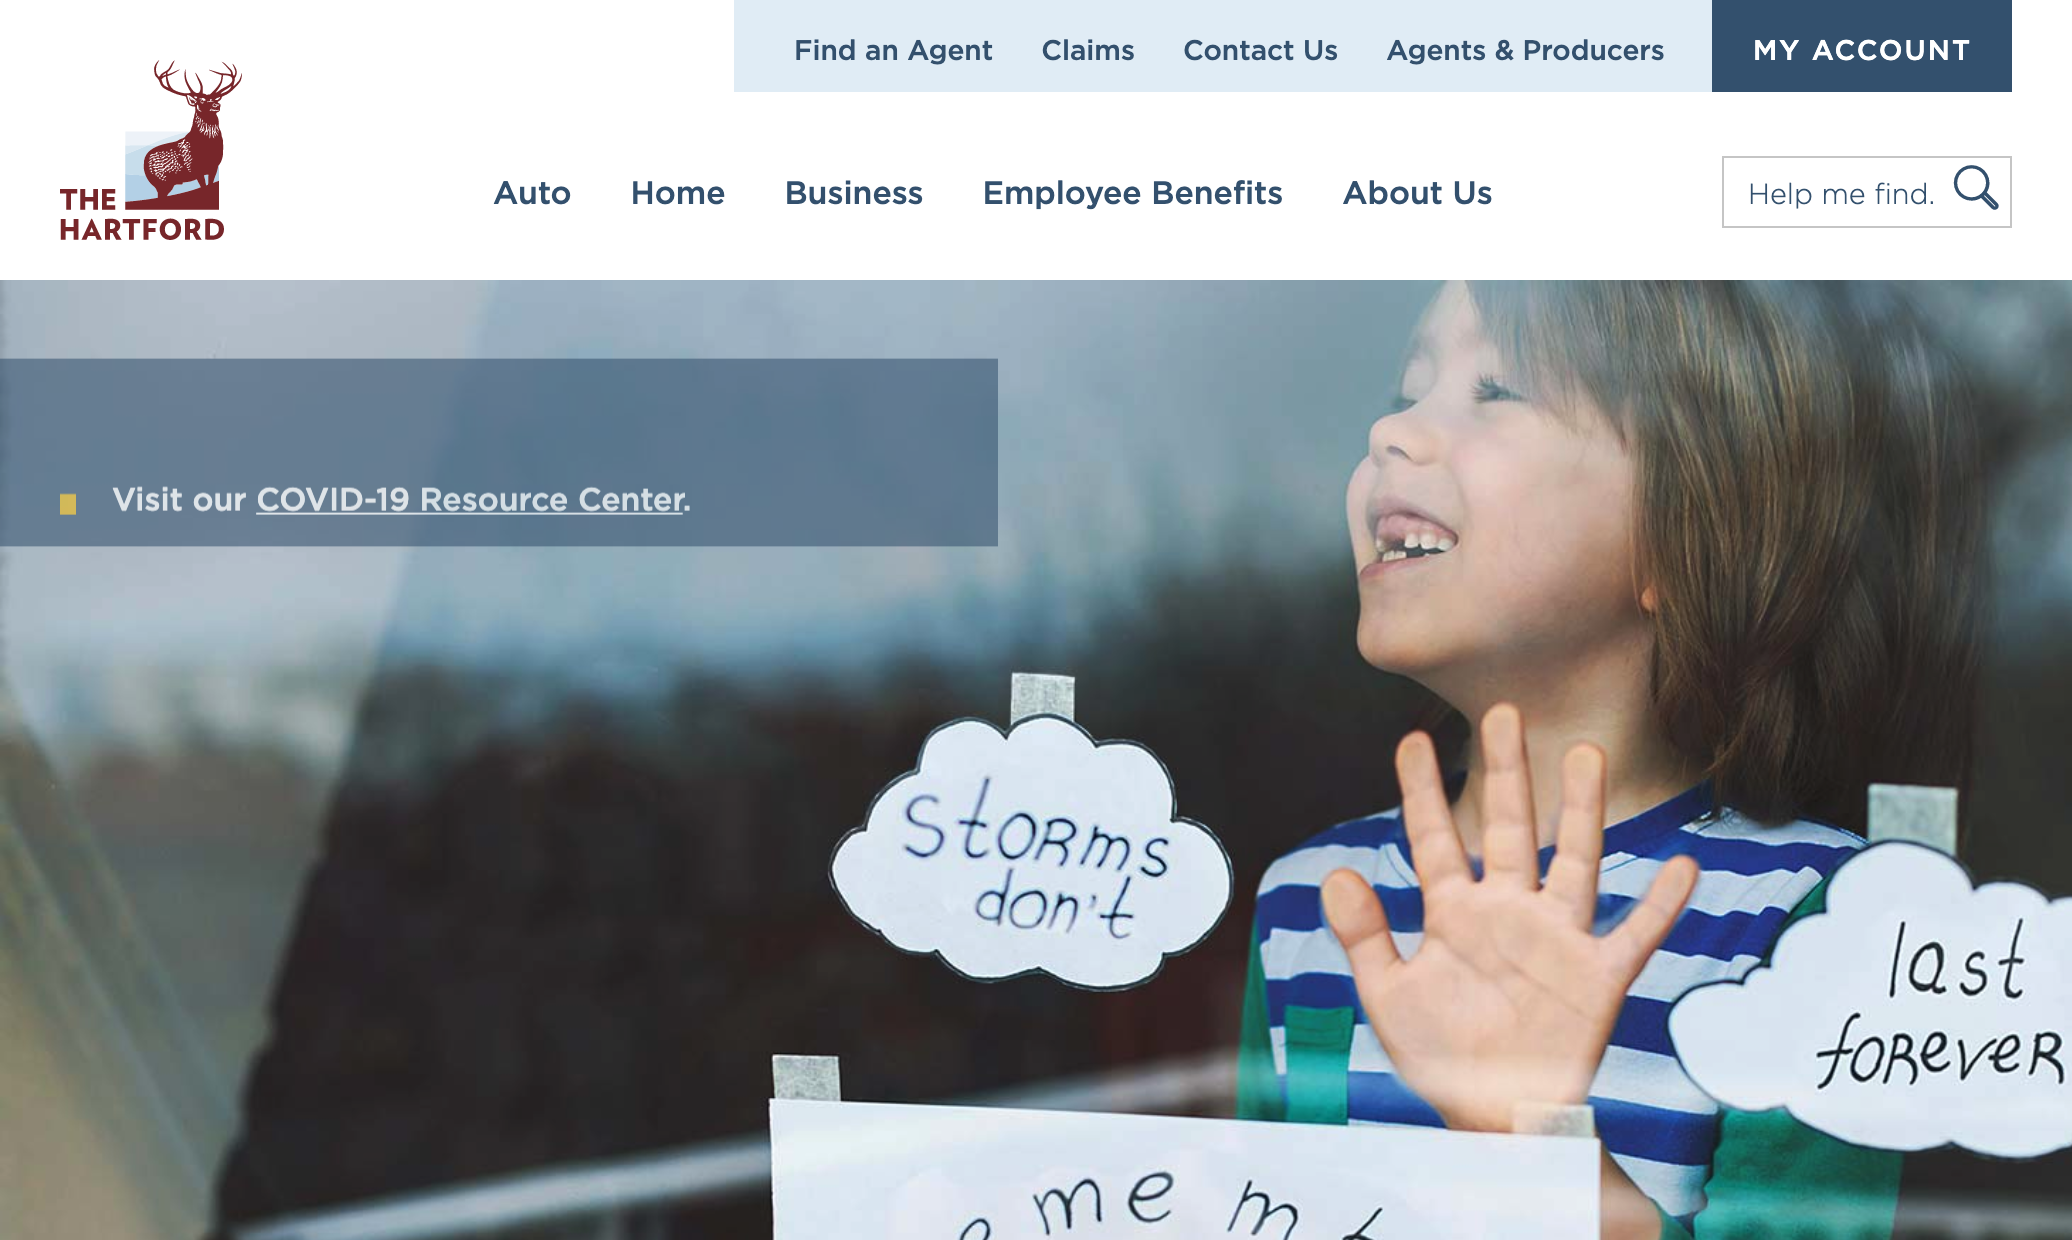 Find an Agent Claims Contact Us Agents & Producers MY ACCOUNT
THE
HARTFORD
Auto Home Business Employee Benefits About Us
Help me find.
Visit our COVID-19 Resource Center.
storms
don't
last
forever